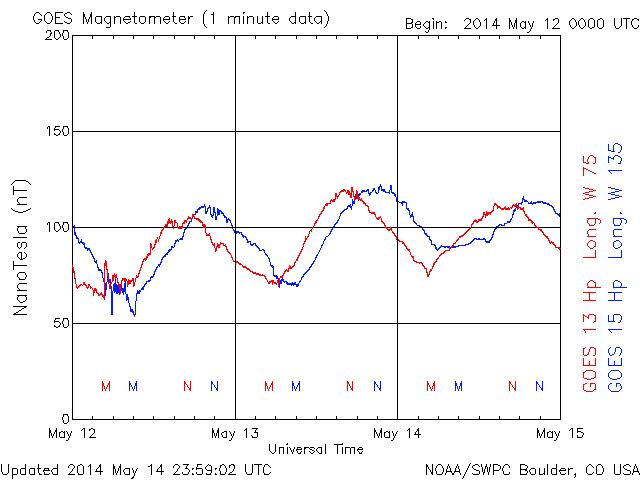 GOES Magnetometer (1 minute data)
Begin: 2014 May 12 0000 UTC
200
150
100
50
0
NanoTesla (nT)
M M N N M M N N M M N N
May 12 May 13 May 14 May 15
Universal Time
GOES 13 Hp Long. W 75
GOES 15 Hp Long. W 135
Updated 2014 May 14 23:59:02 UTC
NOAA/SWPC Boulder, CO USA